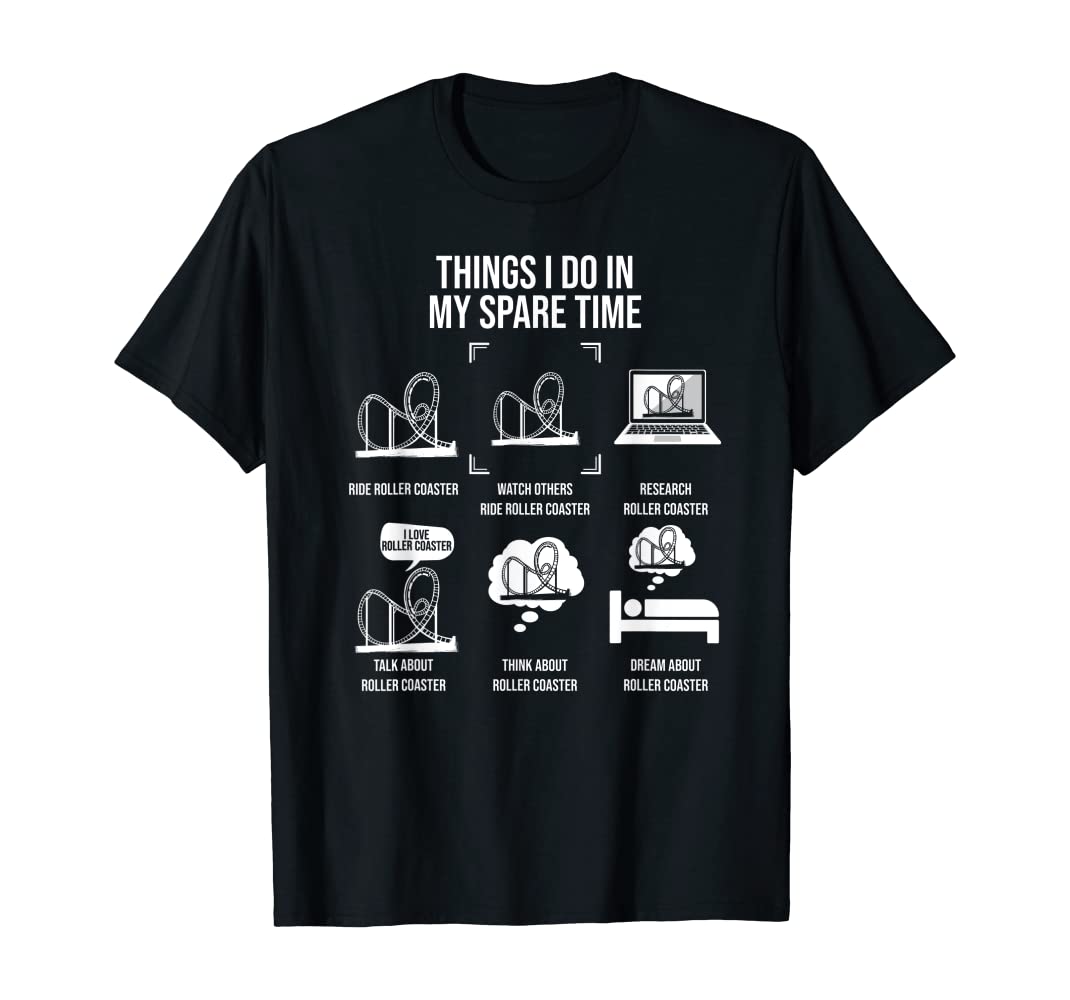 THINGS I DO IN
MY SPARE TIME
RIDE ROLLER COASTER
WATCH OTHERS
RIDE ROLLER COASTER
RESEARCH
ROLLER COASTER
I LOVE
ROLLER COASTER
TALK ABOUT
ROLLER COASTER
THINK ABOUT
ROLLER COASTER
DREAM ABOUT
ROLLER COASTER